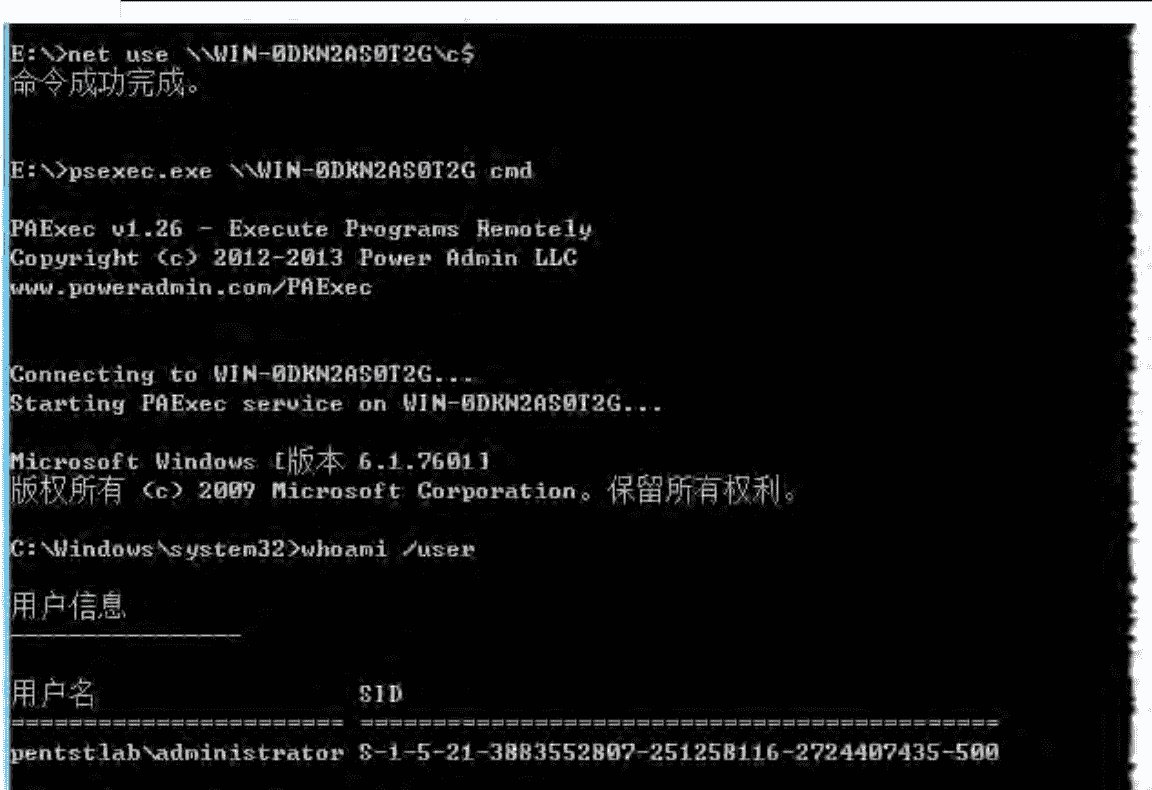 E:\>net use \\WIN-0DKN2AS0T2G\c$
命令成功完成。
E:\>psexec.exe \\WIN-0DKN2AS0T2G cmd
PAExec v1.26 - Execute Programs Remotely
Copyright (c) 2012-2013 Power Admin LLC
www.poweradmin.com/PAExec
Connecting to WIN-0DKN2AS0T2G...
Starting PAExec service on WIN-0DKN2AS0T2G...
Microsoft Windows [版本 6.1.7601]
版权所有 (c) 2009 Microsoft Corporation。保留所有权利。
C:\Windows\system32>whoami /user
用户信息
----------------
用户名 SID
======================= ============================================
pentstlab\administrator S-1-5-21-3883552807-251258116-2724407435-500